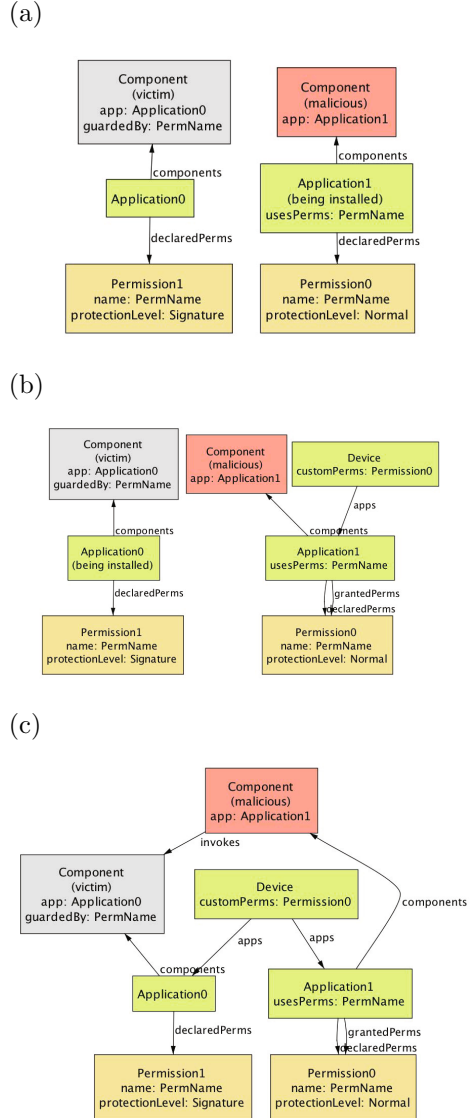 (a)
Component
(victim)
app: Application0
guardedBy: PermName
Component
(malicious)
app: Application1
components
components
Application0
Application1
(being installed)
usesPerms: PermName
declaredPerms
declaredPerms
Permission1
name: PermName
protectionLevel: Signature
Permission0
name: PermName
protectionLevel: Normal
(b)
Component
(victim)
app: Application0
guardedBy: PermName
Component
(malicious)
app: Application1
Device
customPerms: Permission0
apps
components
components
Application0
(being installed)
Application1
usesPerms: PermName
declaredPerms
grantedPerms
declaredPerms
Permission1
name: PermName
protectionLevel: Signature
Permission0
name: PermName
protectionLevel: Normal
(c)
Component
(malicious)
app: Application1
invokes
Component
(victim)
app: Application0
guardedBy: PermName
Device
customPerms: Permission0
components
apps
apps
components
Application0
Application1
usesPerms: PermName
declaredPerms
grantedPerms
declaredPerms
Permission1
name: PermName
protectionLevel: Signature
Permission0
name: PermName
protectionLevel: Normal